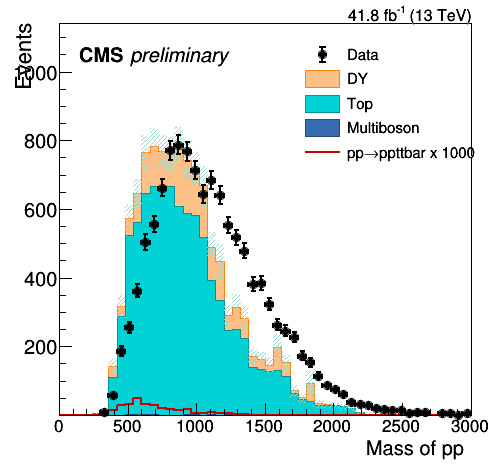 41.8 fb-1 (13 TeV)
Events
CMS preliminary
Data
DY
Top
Multiboson
pp→ppttbar x 1000
1000
800
600
400
200
0 500 1000 1500 2000 2500 3000
Mass of pp